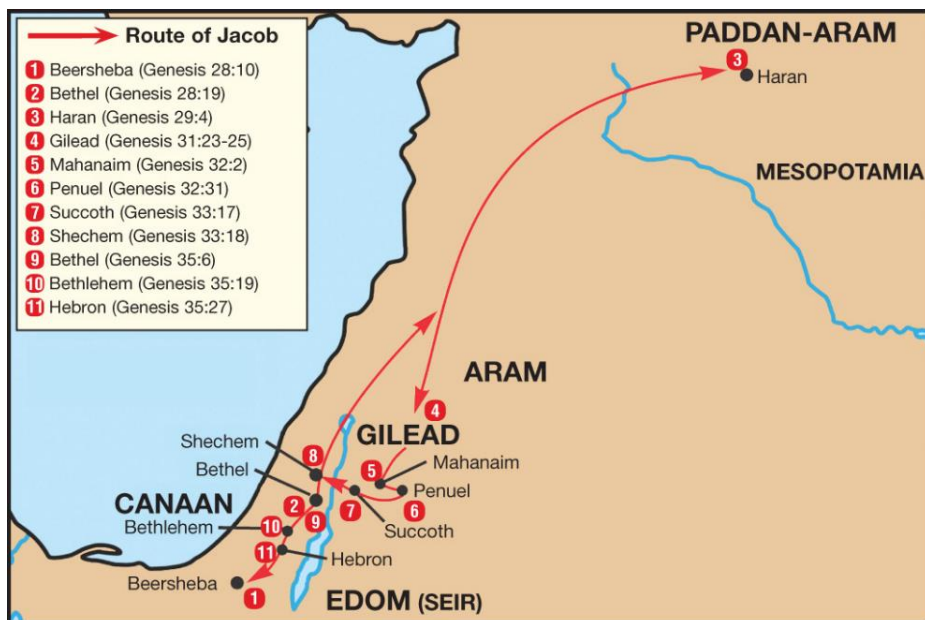 Route of Jacob
1 Beersheba (Genesis 28:10)
2 Bethel (Genesis 28:19)
3 Haran (Genesis 29:4)
4 Gilead (Genesis 31:23-25)
5 Mahanaim (Genesis 32:2)
6 Penuel (Genesis 32:31)
7 Succoth (Genesis 33:17)
8 Shechem (Genesis 33:18)
9 Bethel (Genesis 35:6)
10 Bethlehem (Genesis 35:19)
11 Hebron (Genesis 35:27)
PADDAN-ARAM
3
Haran
MESOPOTAMIA
ARAM
4
GILEAD
Shechem
8
Bethel
5
Mahanaim
Penuel
CANAAN
2
9
7
6
Bethlehem
10
Succoth
11
Hebron
Beersheba
1
EDOM (SEIR)